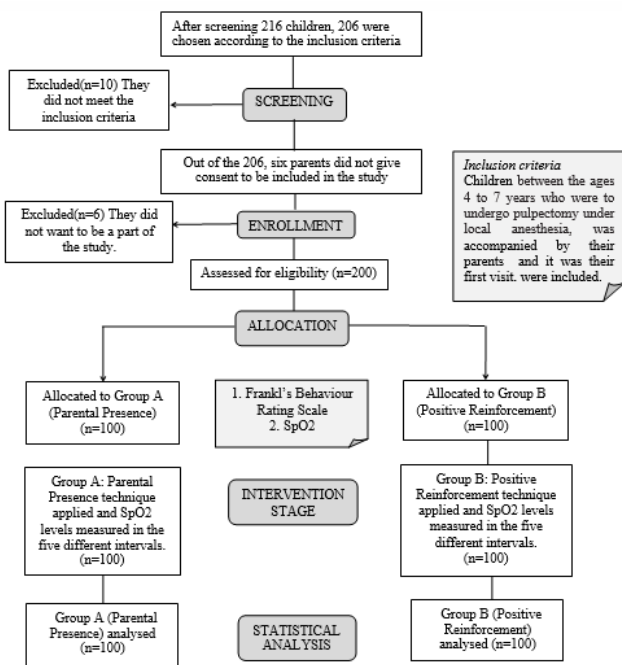 After screening 216 children, 206 were
chosen according to the inclusion criteria
Excluded(n=10) They
did not meet the
inclusion criteria
SCREENING
Out of the 206, six parents did not give
consent to be included in the study
Inclusion criteria
Children between the ages
4 to 7 years who were to
undergo pulpectomy under
local anesthesia, was
accompanied by their
parents and it was their
first visit. were included.
Excluded(n=6) They did
not want to be a part
of the study.
ENROLLMENT
Assessed for eligibility (n=200)
ALLOCATION
Allocated to Group A
(Parental Presence)
(n=100)
1. Frankl's Behaviour
Rating Scale
2. SpO2
Allocated to Group B
(Positive Reinforcement)
(n=100)
Group A: Parental
Presence technique
applied and SpO2
levels measured in the
five different intervals.
(n=100)
INTERVENTION
STAGE
Group B: Positive
Reinforcement technique
applied and SpO2 levels
measured in the five
different intervals.
(n=100)
Group A (Parental
Presence) analysed
(n=100)
STATISTICAL
ANALYSIS
Group B (Positive
Reinforcement)
analysed (n=100)